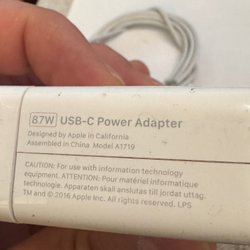 87W USB-C Power Adapter
Designed by Apple in California
Assembled in China Model A1719
CAUTION: For use with information technology
equipment. ATTENTION: Pour matériel informatique
technologie. Apparaten skall anslutas till jordat uttag.
TM and © 2016 Apple Inc. All rights reserved. LPS